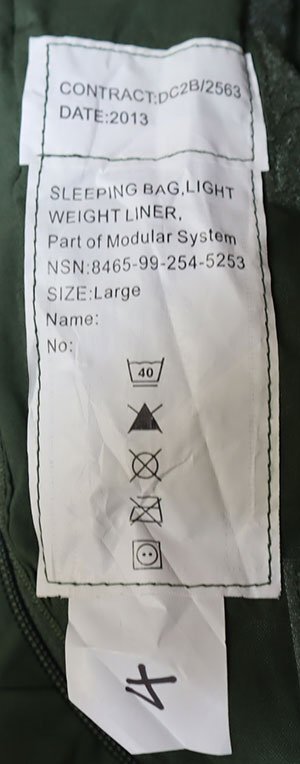 CONTRACT:DC2B/2563
DATE:2013
SLEEPING BAG,LIGHT
WEIGHT LINER,
Part of Modular System
NSN:8465-99-254-5253
SIZE:Large
Name:
No:
40
4